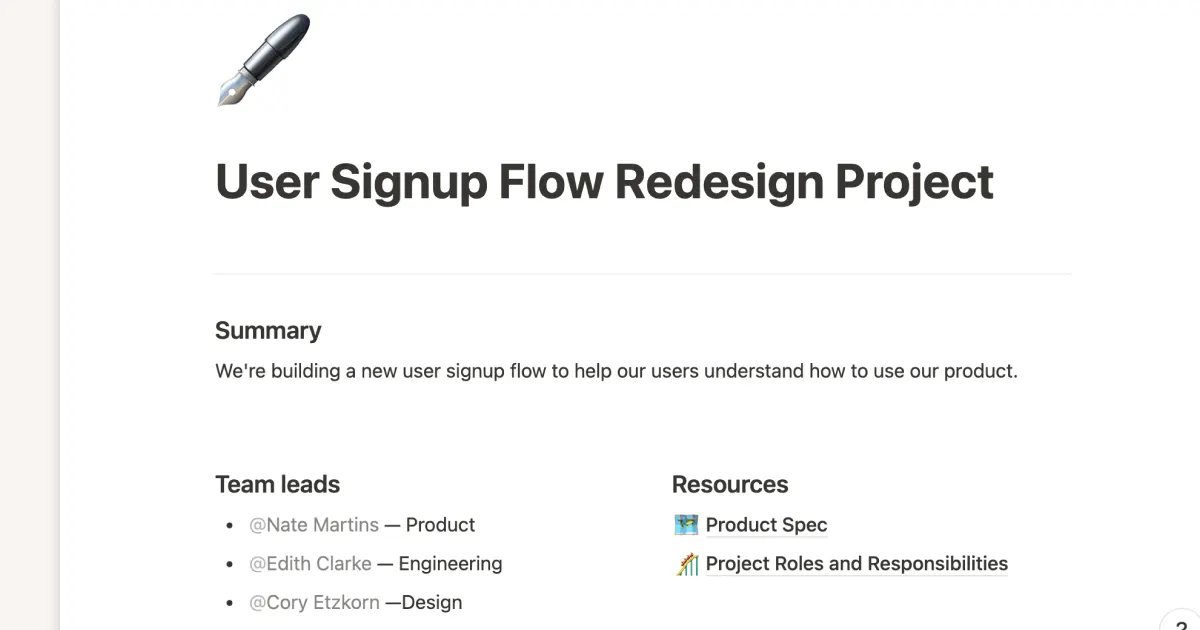 User Signup Flow Redesign Project
Summary
We're building a new user signup flow to help our users understand how to use our product.
Team leads
• @Nate Martins — Product
• @Edith Clarke — Engineering
• @Cory Etzkorn —Design
Resources
Product Spec
Project Roles and Responsibilities
?